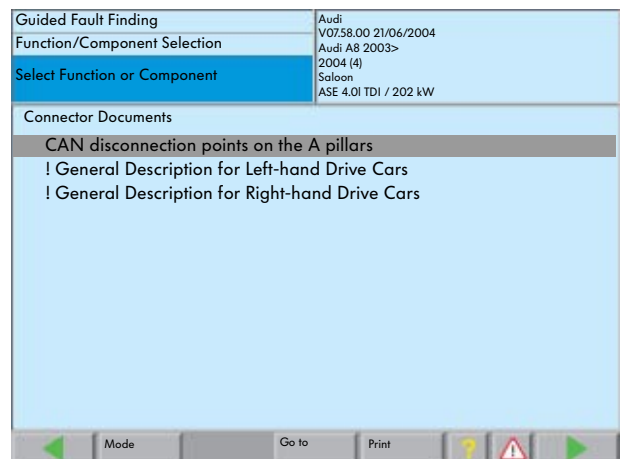 Guided Fault Finding
Function/Component Selection
Select Function or Component
Audi
V07.58.00 21/06/2004
Audi A8 2003>
2004 (4)
Saloon
ASE 4.0l TDI / 202 kW
Connector Documents
CAN disconnection points on the A pillars
! General Description for Left-hand Drive Cars
! General Description for Right-hand Drive Cars
Mode
Go to
Print
?
!